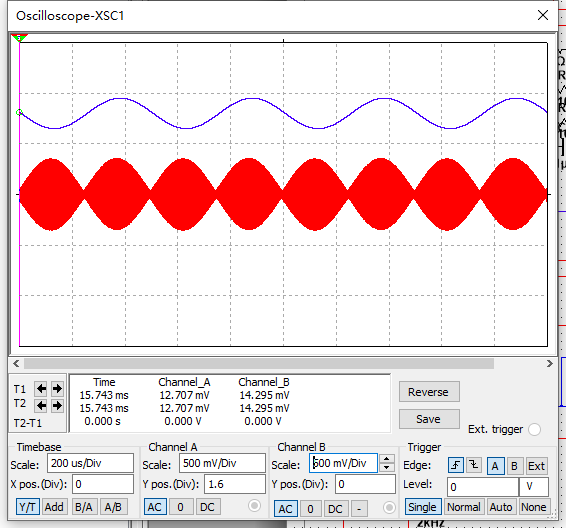 Oscilloscope-XSC1
Time Channel_A Channel_B
T1 15.743 ms 12.707 mV 14.295 mV
T2 15.743 ms 12.707 mV 14.295 mV
T2-T1 0.000 s 0.000 V 0.000 V
Reverse
Save
Ext. trigger
Timebase Channel A Channel B Trigger
Scale: 200 us/Div Scale: 500 mV/Div Scale: 500 mV/Div Edge: A B Ext
X pos.(Div): 0 Y pos.(Div): 1.6 Y pos.(Div): 0 Level: 0 V
Y/T Add B/A A/B AC 0 DC AC 0 DC - Single Normal Auto None
2KHz